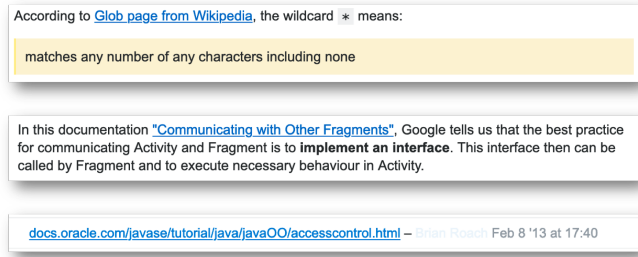 According to Glob page from Wikipedia, the wildcard * means:
matches any number of any characters including none
In this documentation "Communicating with Other Fragments", Google tells us that the best practice
for communicating Activity and Fragment is to implement an interface. This interface then can be
called by Fragment and to execute necessary behaviour in Activity.
docs.oracle.com/javase/tutorial/java/javaOO/accesscontrol.html – Brian Roach Feb 8 '13 at 17:40